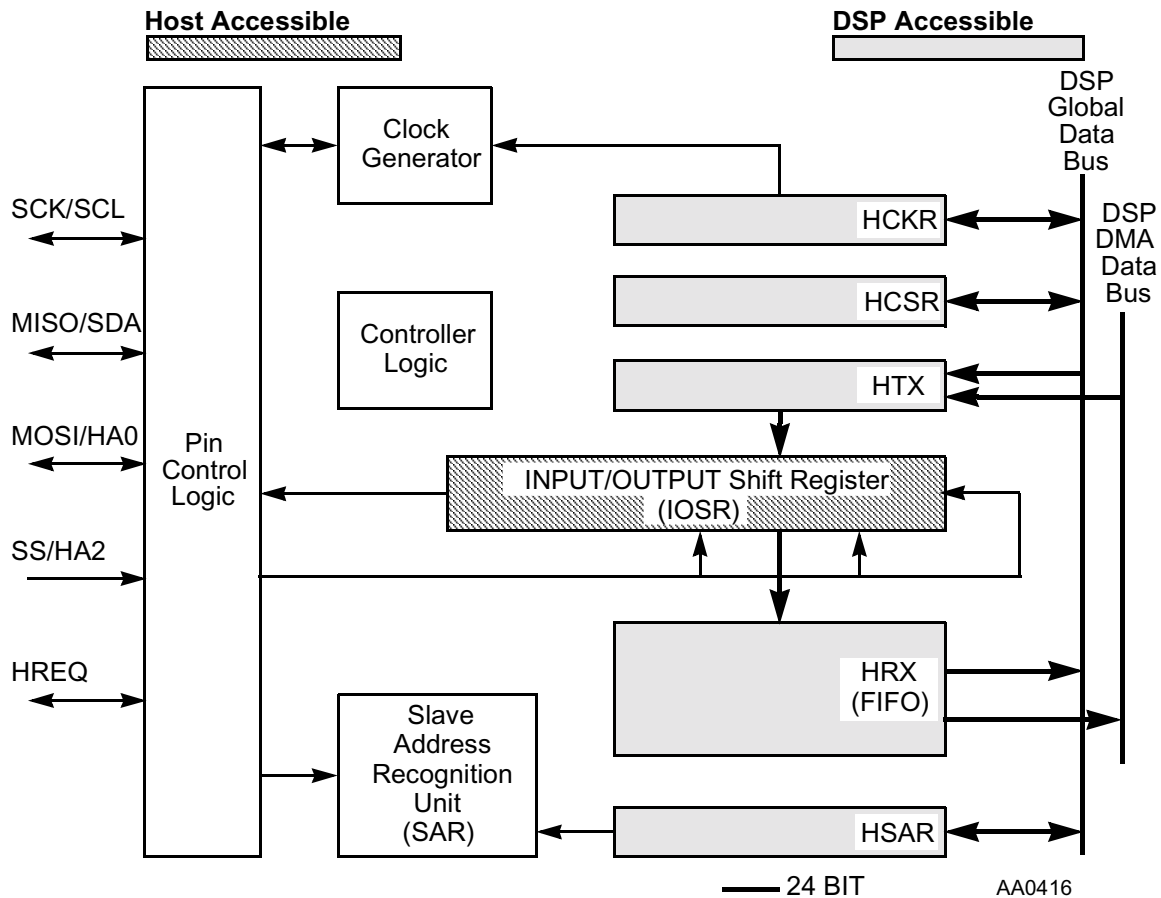 Host Accessible
DSP Accessible
DSP
Global
Data
Bus
DSP
DMA
Data
Bus
Clock
Generator
SCK/SCL
HCKR
HCSR
MISO/SDA
Controller
Logic
HTX
MOSI/HA0
Pin
Control
Logic
INPUT/OUTPUT Shift Register
(IOSR)
SS/HA2
HREQ
HRX
(FIFO)
Slave
Address
Recognition
Unit
(SAR)
HSAR
24 BIT
AA0416